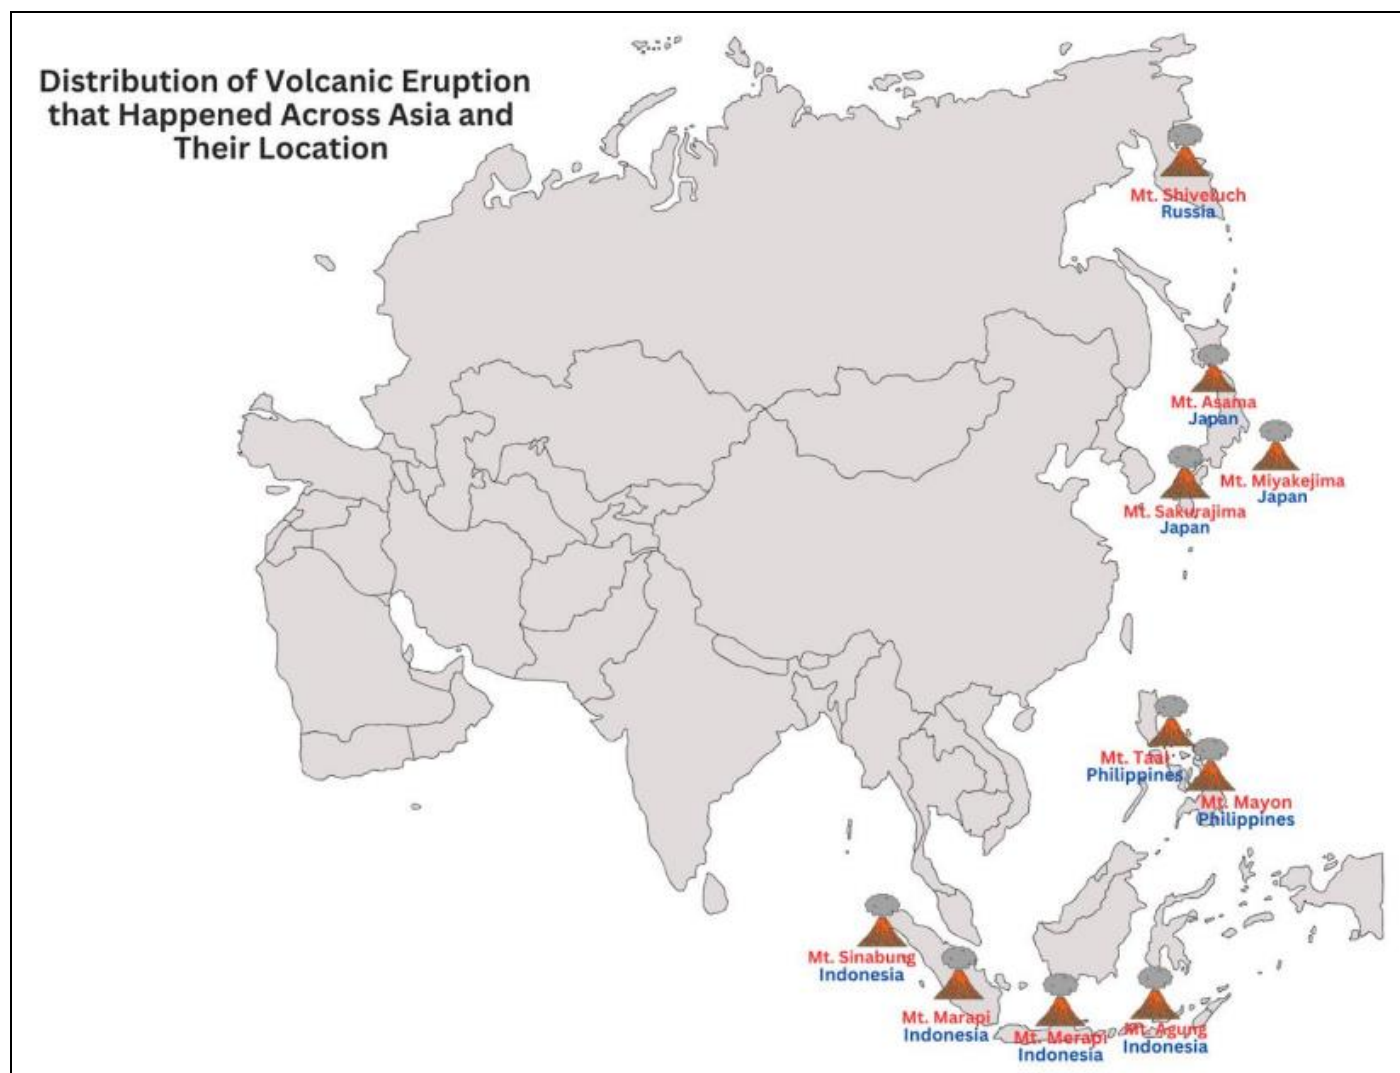 Distribution of Volcanic Eruption
that Happened Across Asia and
Their Location
Mt. Shiveluch
Russia
Mt. Asama
Japan
Mt. Miyakejima
Japan
Mt. Sakurajima
Japan
Mt. Taal
Philippines
Mt. Mayon
Philippines
Mt. Sinabung
Indonesia
Mt. Marapi
Indonesia
Mt. Merapi
Indonesia
Mt. Agung
Indonesia